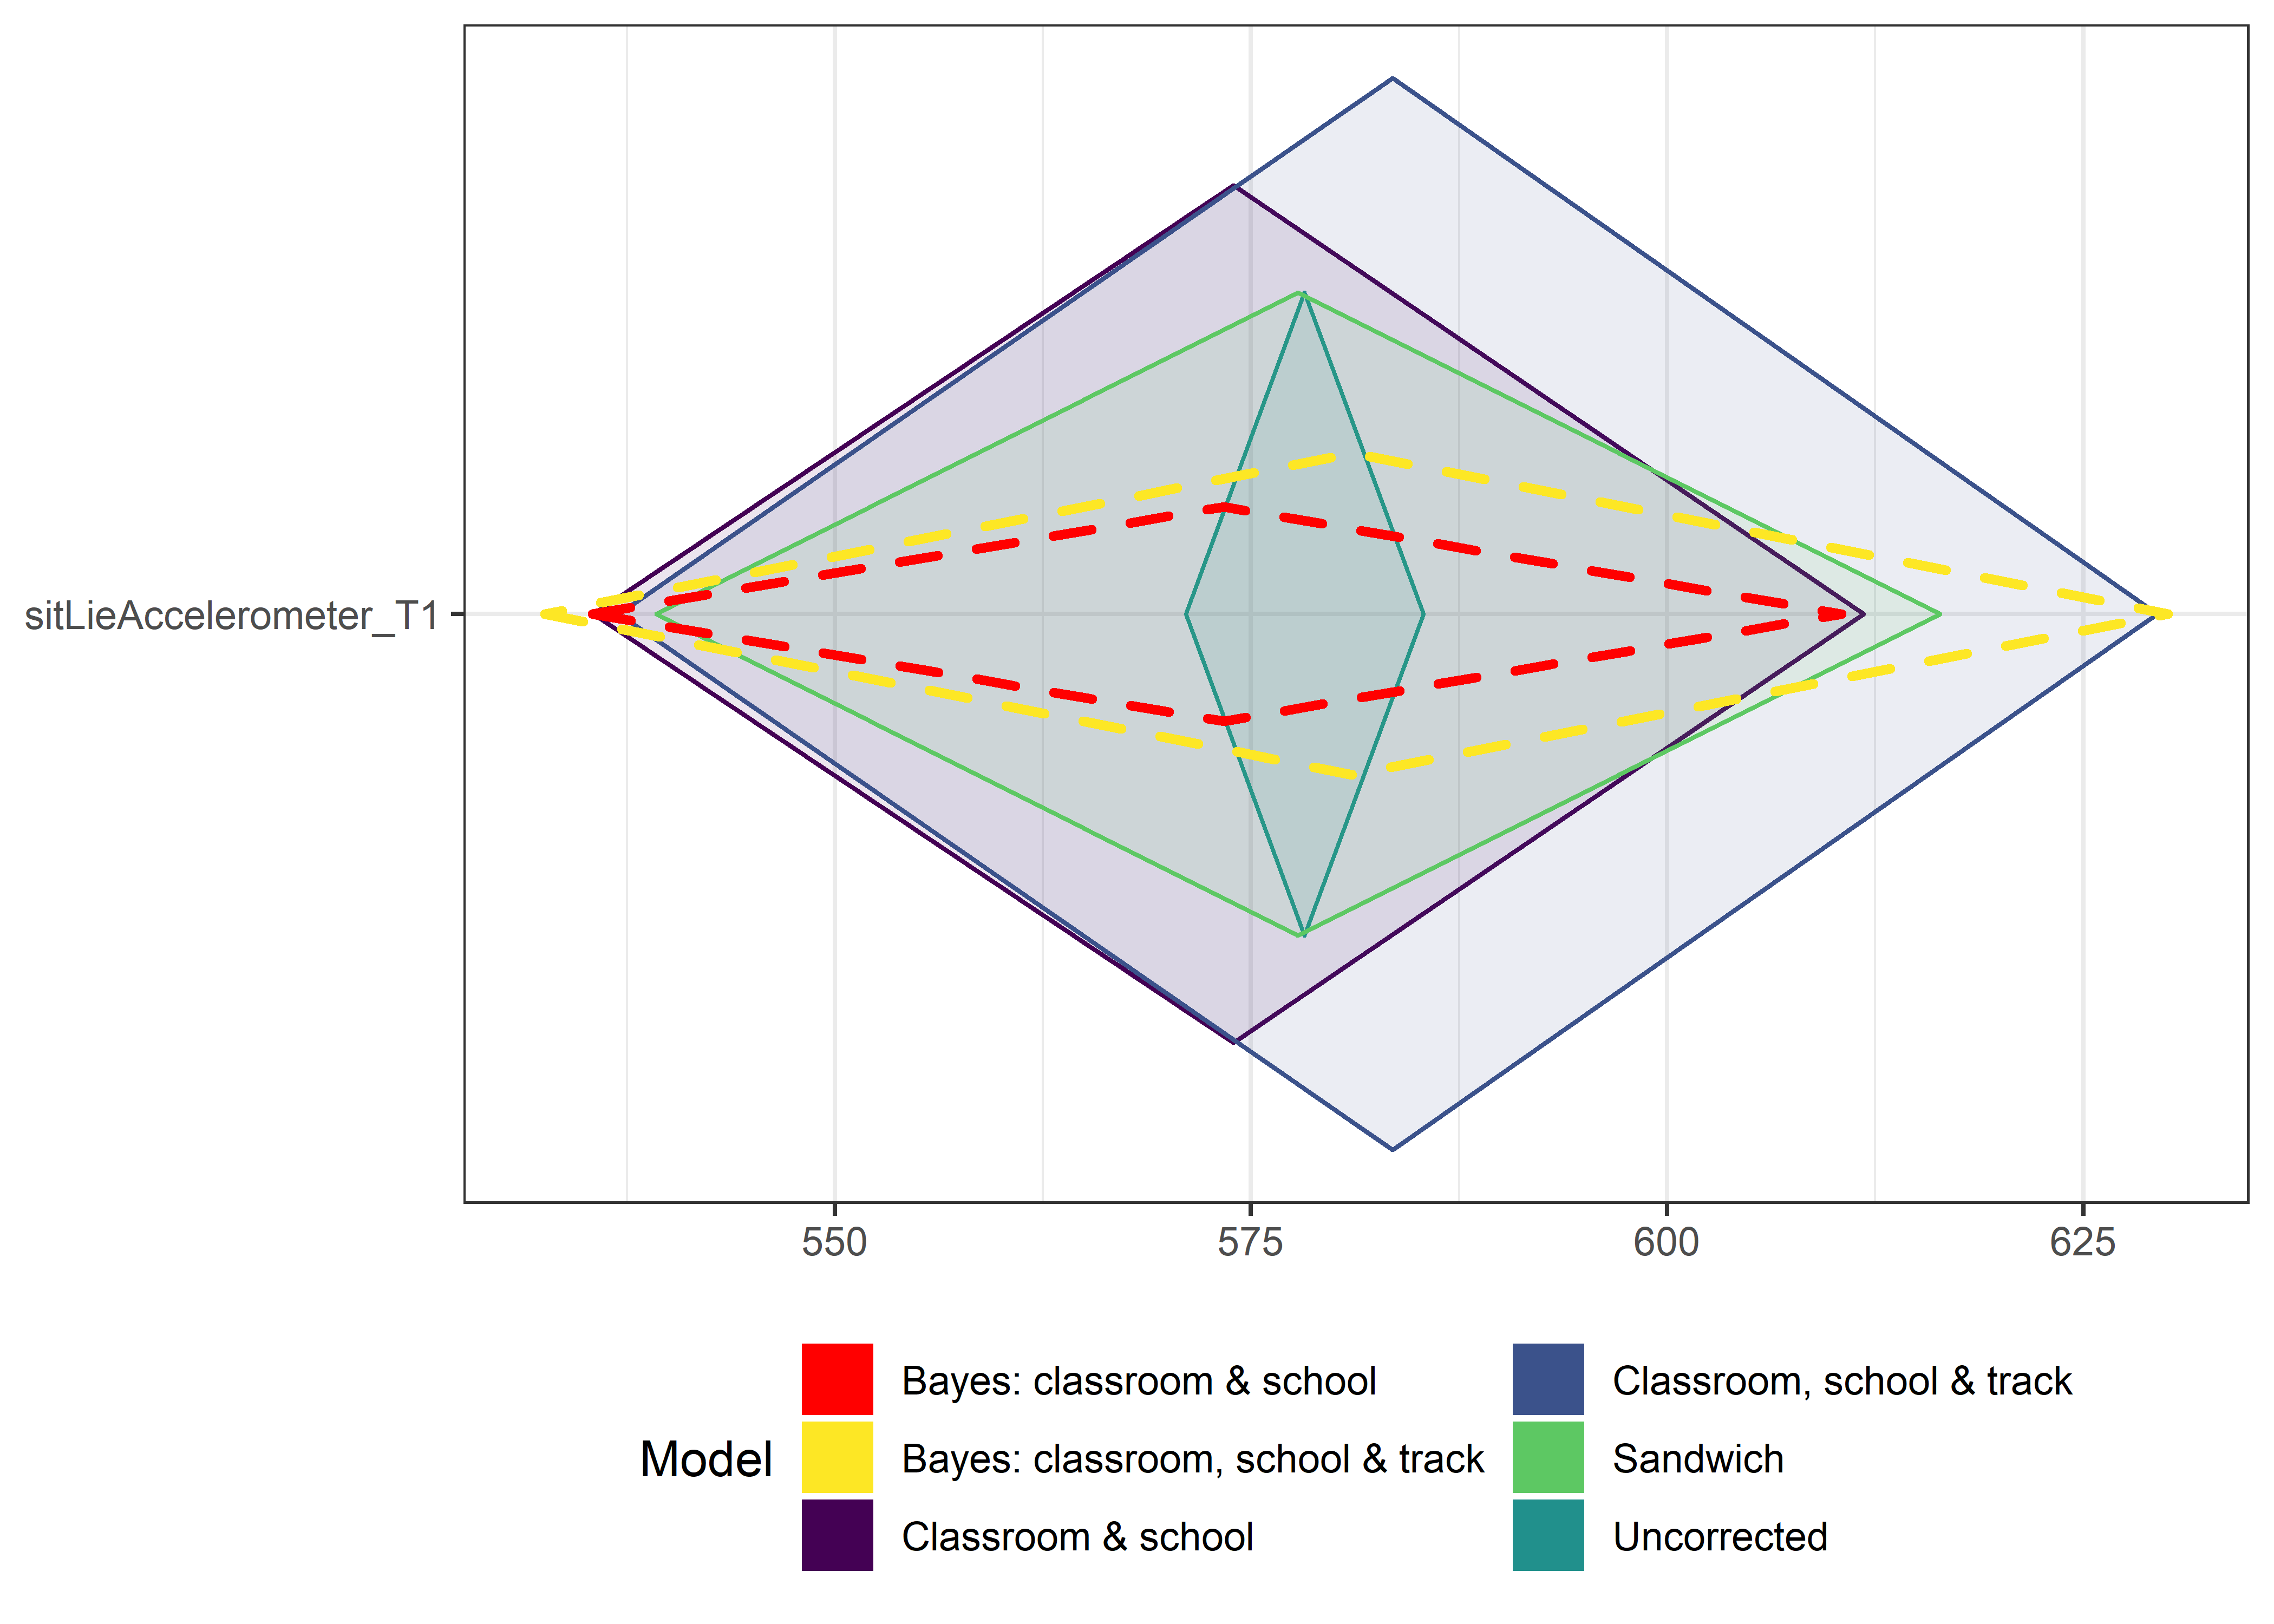 sitLieAccelerometer_T1
550 575 600 625
Model
Bayes: classroom & school
Bayes: classroom, school & track
Classroom & school
Classroom, school & track
Sandwich
Uncorrected